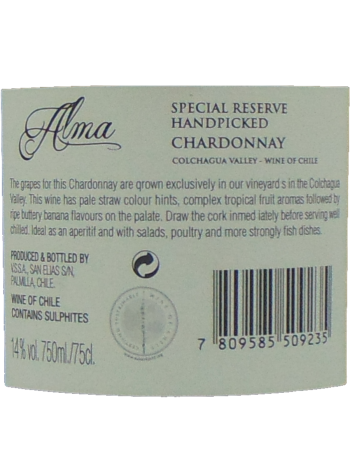 Alma
SPECIAL RESERVE
HANDPICKED
CHARDONNAY
COLCHAGUA VALLEY - WINE OF CHILE
The grapes for this Chardonnay are qrown exclusively in our vineyard s in the Colchagua
Valley. This wine has pale straw colour hints, complex tropical fruit aromas followed by
ripe buttery banana flavours on the palate. Draw the cork inmed iately before serving well
chilled. Ideal as an aperitif and with salads, poultry and more strongly fish dishes.
PRODUCED & BOTTLED BY
V.S.S.A., SAN ELIAS S/N,
PALMILLA, CHILE.
WINE OF CHILE
CONTAINS SULPHITES
14% vol. 750ml./75cl.
7 809585 509235